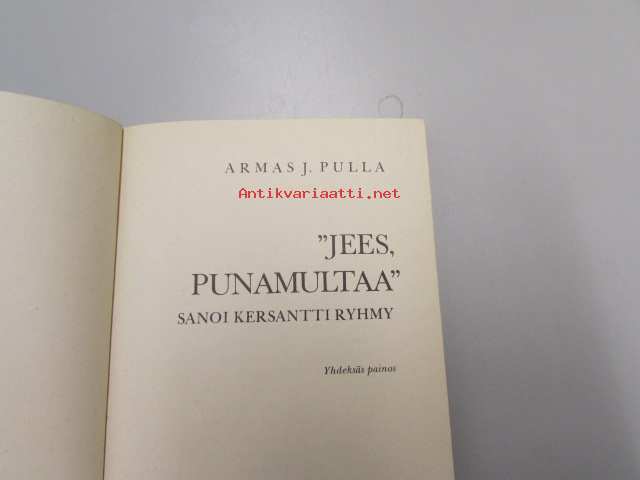 ARMAS J. PULLA
Antikvariaatti.net
”JEES,
PUNAMULTAA”
SANOI KERSANTTI RYHMY
Yhdeksäs painos